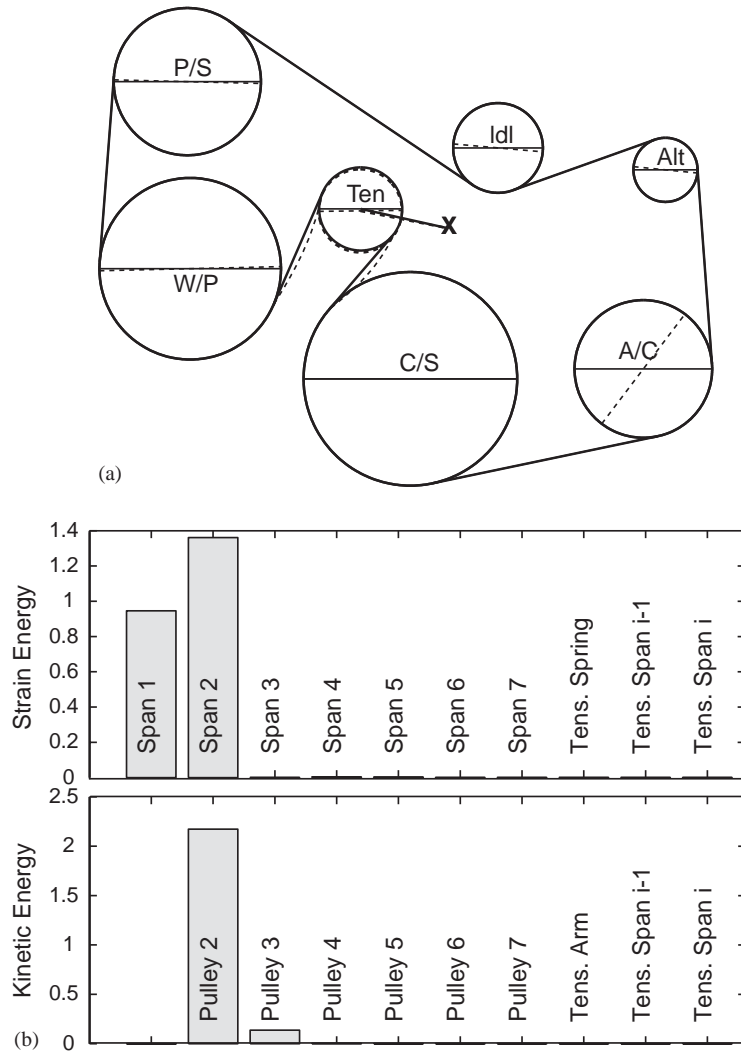 P/S
Idl
Alt
Ten
X
W/P
A/C
C/S
(a)
Strain Energy
1.4
1.2
1
0.8
0.6
0.4
0.2
0
Span 1
Span 2
Span 3
Span 4
Span 5
Span 6
Span 7
Tens. Spring
Tens. Span i-1
Tens. Span i
Kinetic Energy
2.5
2
1.5
1
0.5
0
Pulley 2
Pulley 3
Pulley 4
Pulley 5
Pulley 6
Pulley 7
Tens. Arm
Tens. Span i-1
Tens. Span i
(b)